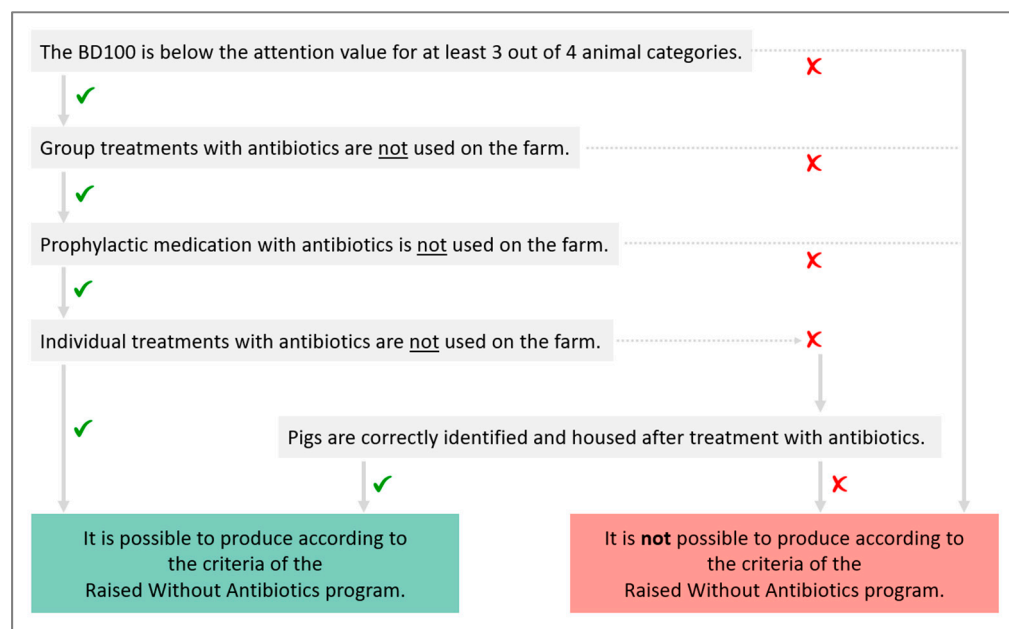 The BD100 is below the attention value for at least 3 out of 4 animal categories.
Group treatments with antibiotics are not used on the farm.
Prophylactic medication with antibiotics is not used on the farm.
Individual treatments with antibiotics are not used on the farm.
Pigs are correctly identified and housed after treatment with antibiotics.
It is possible to produce according to
the criteria of the
Raised Without Antibiotics program.
It is not possible to produce according to
the criteria of the
Raised Without Antibiotics program.